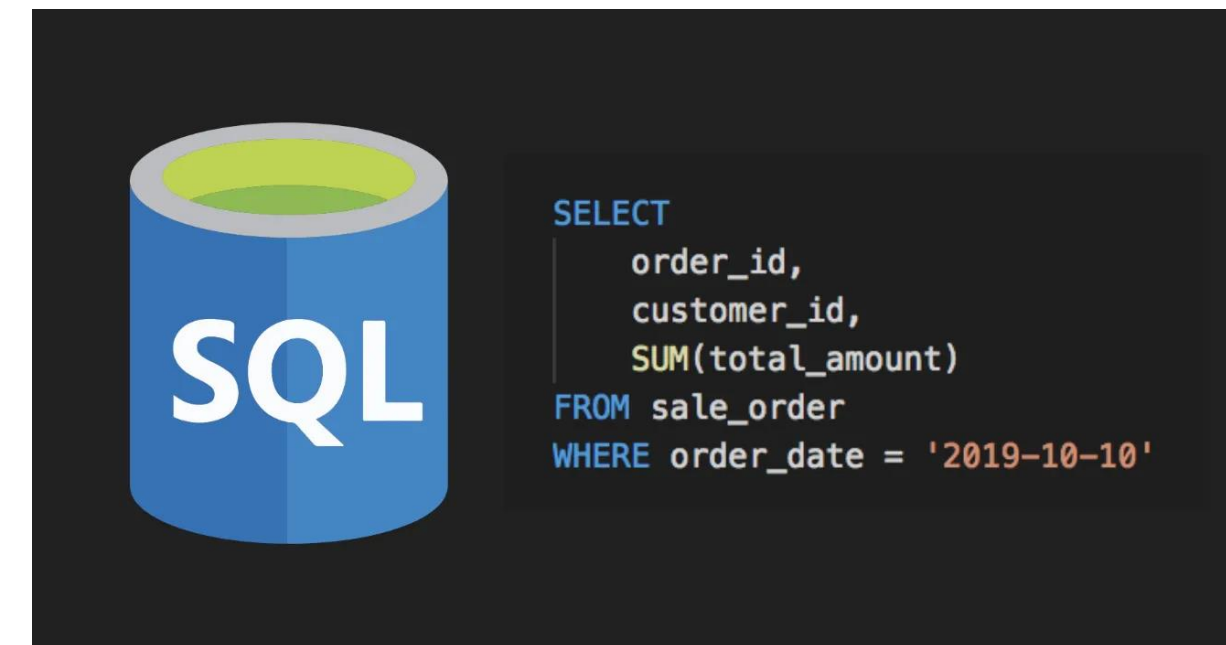 SQL
SELECT
order_id,
customer_id,
SUM(total_amount)
FROM sale_order
WHERE order_date = '2019-10-10'